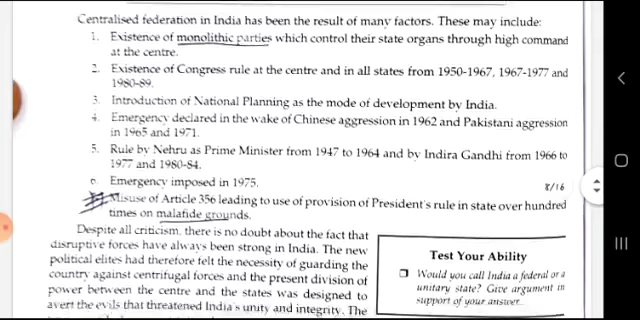 Centralised federation in India has been the result of many factors. These may include:
1. Existence of monolithic parties which control their state organs through high command
at the centre.
2. Existence of Congress rule at the centre and in all states from 1950-1967, 1967-1977 and
1980-89.
3. Introduction of National Planning as the mode of development by India.
4. Emergency declared in the wake of Chinese aggression in 1962 and Pakistani aggression
in 1965 and 1971.
5. Rule by Nehru as Prime Minister from 1947 to 1964 and by Indira Gandhi from 1966 to
1977 and 1980-84.
6. Emergency imposed in 1975.
8/16
Misuse of Article 356 leading to use of provision of President's rule in state over hundred
times on malafide grounds.
Despite all criticism, there is no doubt about the fact that
disruptive forces have always been strong in India. The new
political elites had therefore felt the necessity of guarding the
country against centrifugal forces and the present division of
power between the centre and the states was designed to
avert the evils that threatened India's unity and integrity. The
Test Your Ability
❐ Would you call India a federal or a
unitary state? Give argument in
support of your answer.